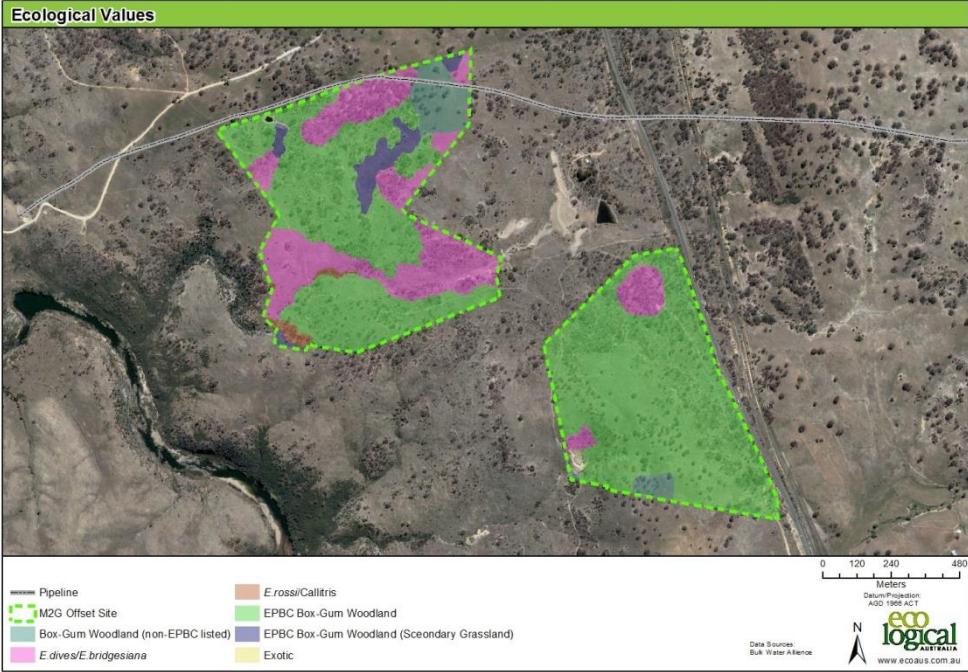 Ecological Values
Pipeline
M2G Offset Site
Box-Gum Woodland (non-EPBC listed)
E.dives/E.bridgesiana
E.rossi/Callitris
EPBC Box-Gum Woodland
EPBC Box-Gum Woodland (Sceondary Grassland)
Exotic
0 120 240 480
Meters
Datum/Projection:
AGD 1966 ACT
Data Sources:
Bulk Water Allience
N
eco
logical
AUSTRALIA
www.ecoaus.com.au